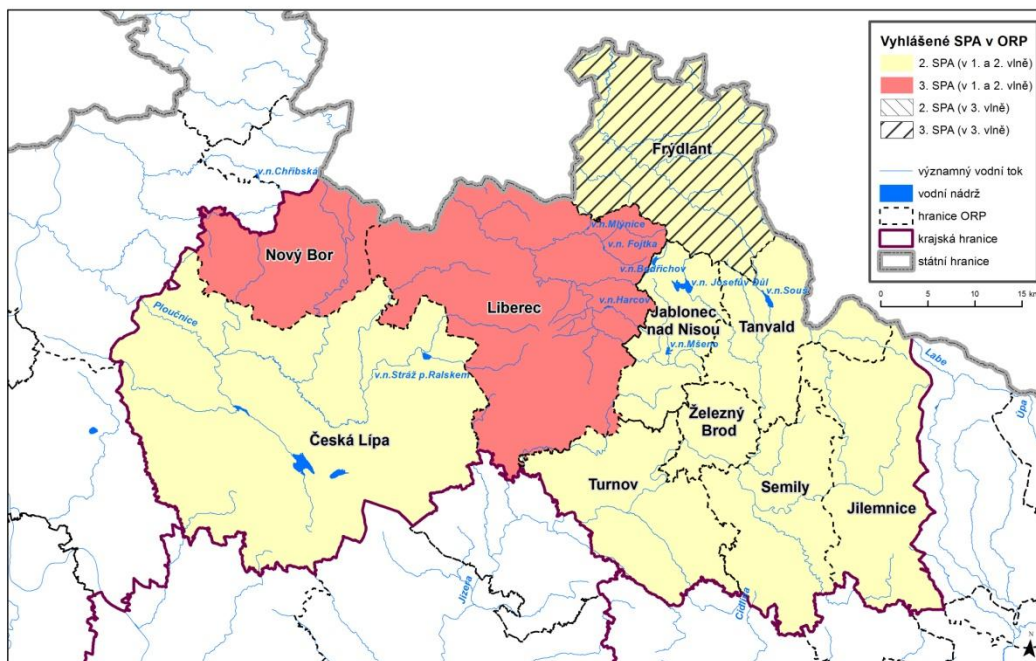 Vyhlášené SPA v ORP
2. SPA (v 1. a 2. vlně)
3. SPA (v 1. a 2. vlně)
2. SPA (v 3. vlně)
3. SPA (v 3. vlně)
významný vodní tok
vodní nádrž
hranice ORP
krajská hranice
státní hranice
0 5 10 15 km
Frýdlant
v.n.Chřibská
v.n.Mlýnice
Nový Bor
v.n. Fojtka
v.n.Bedřichov
v.n. Josefův Důl
v.n.Souš
Ploučnice
Liberec
v.n.Harcov
Jablonec
nad Nisou
Tanvald
v.n.Mšeno
Labe
v.n.Stráž p.Ralskem
Úpa
Železný
Brod
Česká Lípa
Turnov
Semily
Jilemnice
Jizera
Cidlina
N